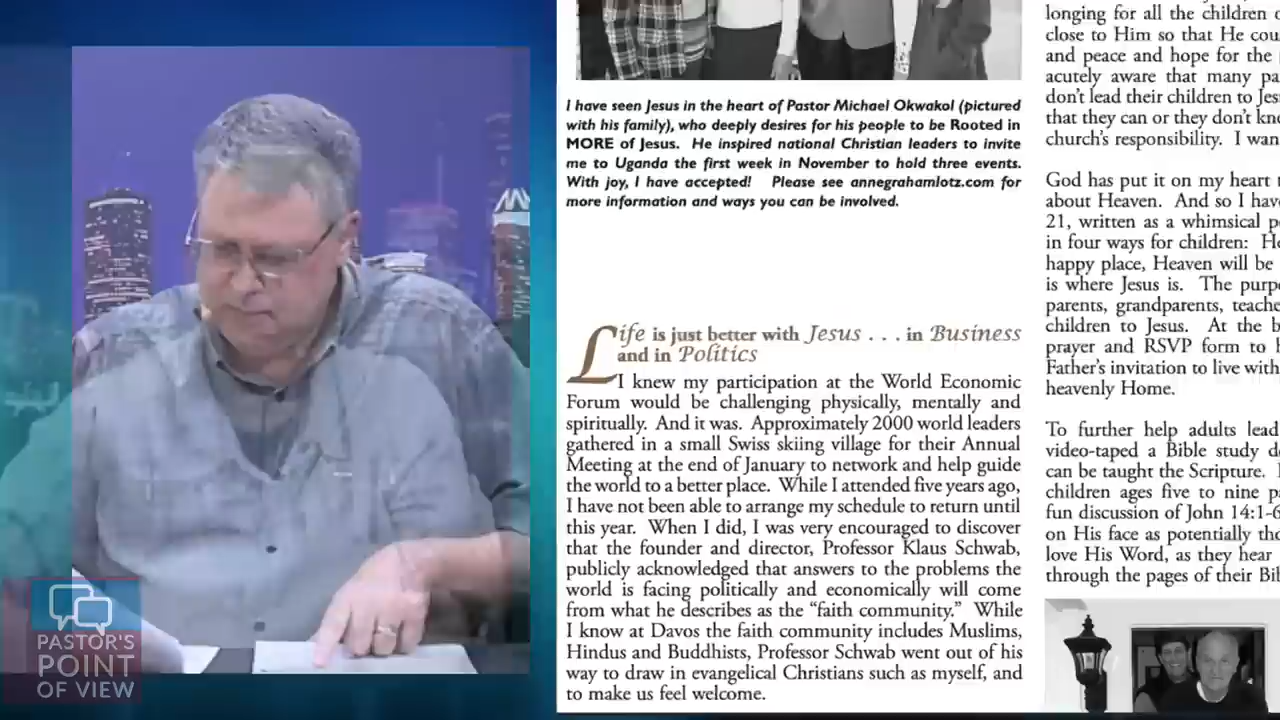 I have seen Jesus in the heart of Pastor Michael Okwakol (pictured
with his family), who deeply desires for his people to be Rooted in
MORE of Jesus. He inspired national Christian leaders to invite
me to Uganda the first week in November to hold three events.
With joy, I have accepted! Please see annegrahamlotz.com for
more information and ways you can be involved.
Life is just better with Jesus . . . in Business
and in Politics
I knew my participation at the World Economic
Forum would be challenging physically, mentally and
spiritually. And it was. Approximately 2000 world leaders
gathered in a small Swiss skiing village for their Annual
Meeting at the end of January to network and help guide
the world to a better place. While I attended five years ago,
I have not been able to arrange my schedule to return until
this year. When I did, I was very encouraged to discover
that the founder and director, Professor Klaus Schwab,
publicly acknowledged that answers to the problems the
world is facing politically and economically will come
from what he describes as the “faith community.” While
I know at Davos the faith community includes Muslims,
Hindus and Buddhists, Professor Schwab went out of his
way to draw in evangelical Christians such as myself, and
to make us feel welcome.
longing for all the children
close to Him so that He
and peace and hope for the
acutely aware that many
don't lead their children to
that they can or they don't
church's responsibility. I
God has put it on my heart
about Heaven. And so I
21, written as a whimsical
in four ways for children:
happy place, Heaven will be
is where Jesus is. The
parents, grandparents,
children to Jesus. At the
prayer and RSVP form to
Father's invitation to live with
heavenly Home.
To further help adults lead
video-taped a Bible study
can be taught the Scripture.
children ages five to nine
fun discussion of John
on His face as potentially
love His Word, as they hear
through the pages of their
PASTOR'S
POINT
OF VIEW